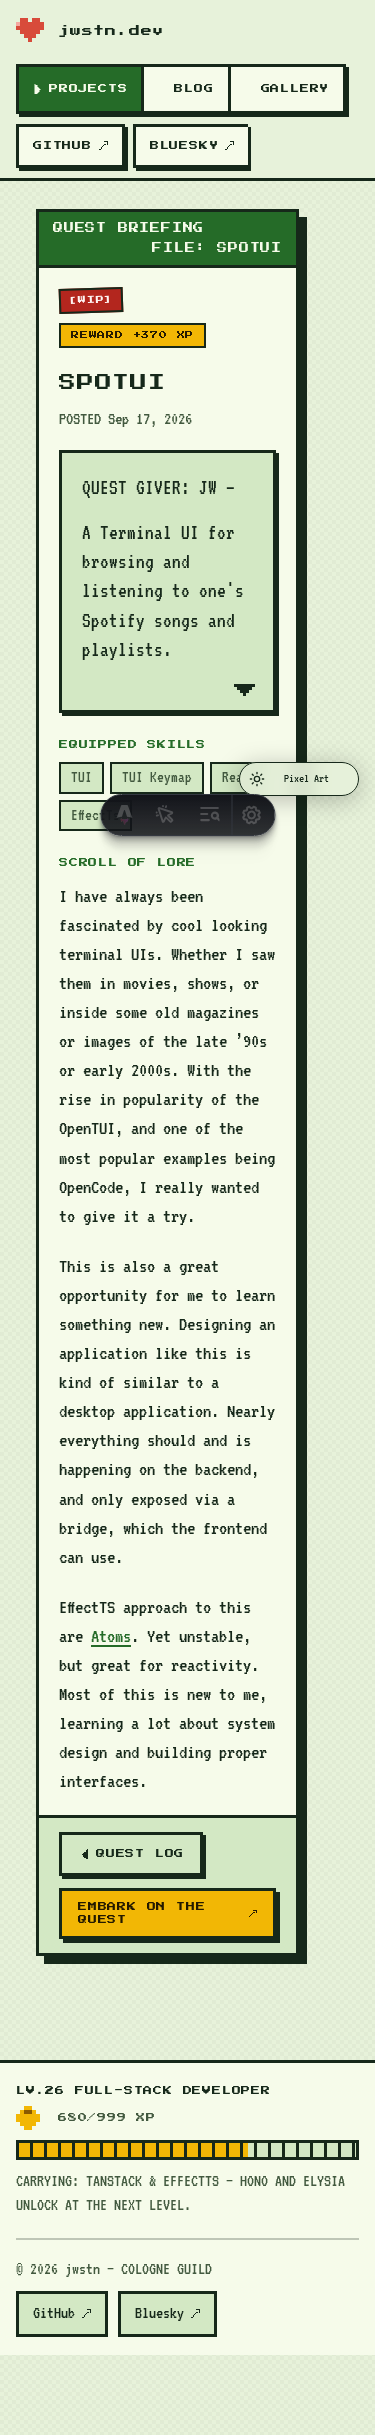 jwstn.dev
PROJECTS BLOG GALLERY
GITHUB ↗ BLUESKY ↗
QUEST BRIEFING
FILE: SPOTUI
[WIP]
REWARD +370 XP
SPOTUI
POSTED Sep 17, 2026
QUEST GIVER: JW —
A Terminal UI for
browsing and
listening to one's
Spotify songs and
playlists.
EQUIPPED SKILLS
TUI TUI Keymap
Pixel Art
SCROLL OF LORE
I have always been
fascinated by cool looking
terminal UIs. Whether I saw
them in movies, shows, or
inside some old magazines
or images of the late ’90s
or early 2000s. With the
rise in popularity of the
OpenTUI, and one of the
most popular examples being
OpenCode, I really wanted
to give it a try.
This is also a great
opportunity for me to learn
something new. Designing an
application like this is
kind of similar to a
desktop application. Nearly
everything should and is
happening on the backend,
and only exposed via a
bridge, which the frontend
can use.
EffectTS approach to this
are Atoms. Yet unstable,
but great for reactivity.
Most of this is new to me,
learning a lot about system
design and building proper
interfaces.
QUEST LOG
EMBARK ON THE
QUEST ↗
LV.26 FULL-STACK DEVELOPER
680/999 XP
CARRYING: TANSTACK & EFFECTTS — HONO AND ELYSIA
UNLOCK AT THE NEXT LEVEL.
© 2026 jwstn — COLOGNE GUILD
GitHub ↗ Bluesky ↗